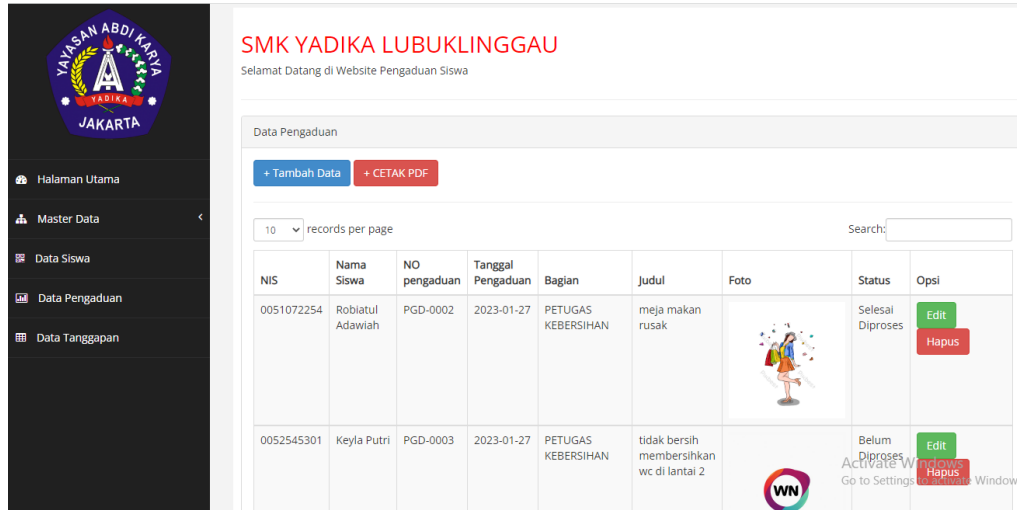 YAYASAN ABDI KARYA
YADIKA
JAKARTA
Halaman Utama
Master Data
Data Siswa
Data Pengaduan
Data Tanggapan
SMK YADIKA LUBUKLINGGAU
Selamat Datang di Website Pengaduan Siswa
Data Pengaduan
+ Tambah Data + CETAK PDF
10 records per page Search:
NIS Nama Siswa NO pengaduan Tanggal Pengaduan Bagian Judul Foto Status Opsi
0051072254 Robiatul Adawiah PGD-0002 2023-01-27 PETUGAS KEBERSIHAN meja makan rusak Selesai Diproses Edit
Hapus
0052545301 Keyla Putri PGD-0003 2023-01-27 PETUGAS KEBERSIHAN tidak bersih membersihkan wc di lantai 2 WN Belum Diproses Edit
Hapus
Activate Windows
Go to Settings to activate Window